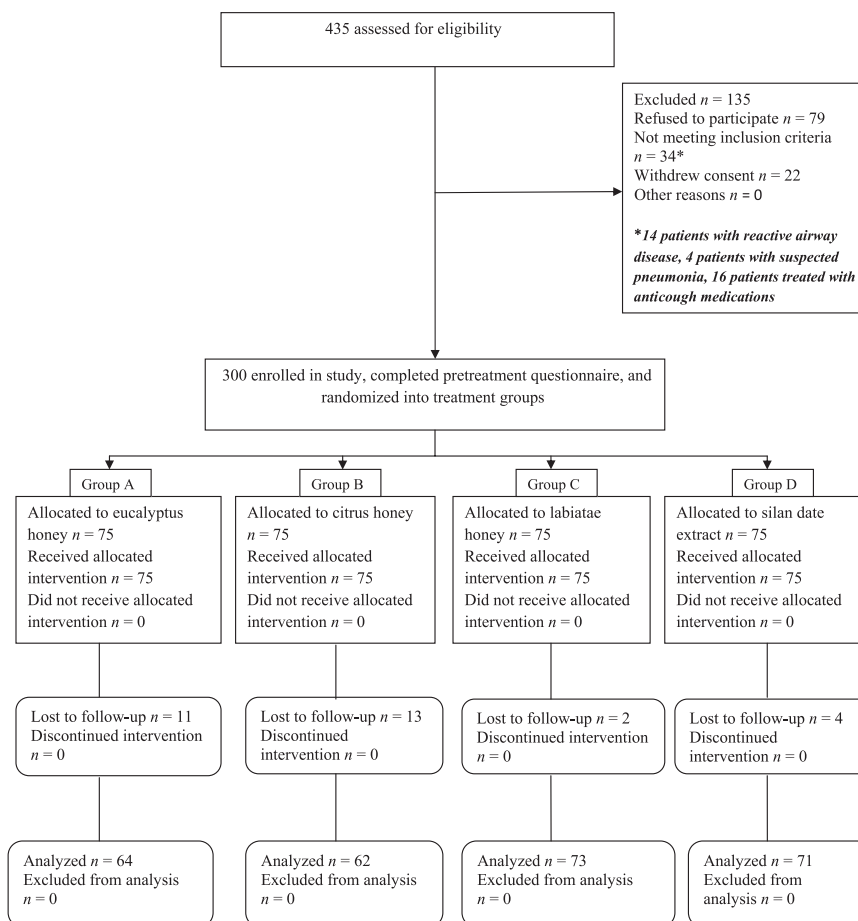 435 assessed for eligibility
Excluded n = 135
Refused to participate n = 79
Not meeting inclusion criteria
n = 34*
Withdrew consent n = 22
Other reasons n = 0
*14 patients with reactive airway
disease, 4 patients with suspected
pneumonia, 16 patients treated with
anticough medications
300 enrolled in study, completed pretreatment questionnaire, and
randomized into treatment groups
Group A
Allocated to eucalyptus
honey n = 75
Received allocated
intervention n = 75
Did not receive allocated
intervention n = 0
Group B
Allocated to citrus honey
n = 75
Received allocated
intervention n = 75
Did not receive allocated
intervention n = 0
Group C
Allocated to labiatae
honey n = 75
Received allocated
intervention n = 75
Did not receive allocated
intervention n = 0
Group D
Allocated to silan date
extract n = 75
Received allocated
intervention n = 75
Did not receive allocated
intervention n = 0
Lost to follow-up n = 11
Discontinued intervention
n = 0
Lost to follow-up n = 13
Discontinued
intervention n = 0
Lost to follow-up n = 2
Discontinued intervention
n = 0
Lost to follow-up n = 4
Discontinued
intervention n = 0
Analyzed n = 64
Excluded from analysis
n = 0
Analyzed n = 62
Excluded from analysis
n = 0
Analyzed n = 73
Excluded from analysis
n = 0
Analyzed n = 71
Excluded from
analysis n = 0